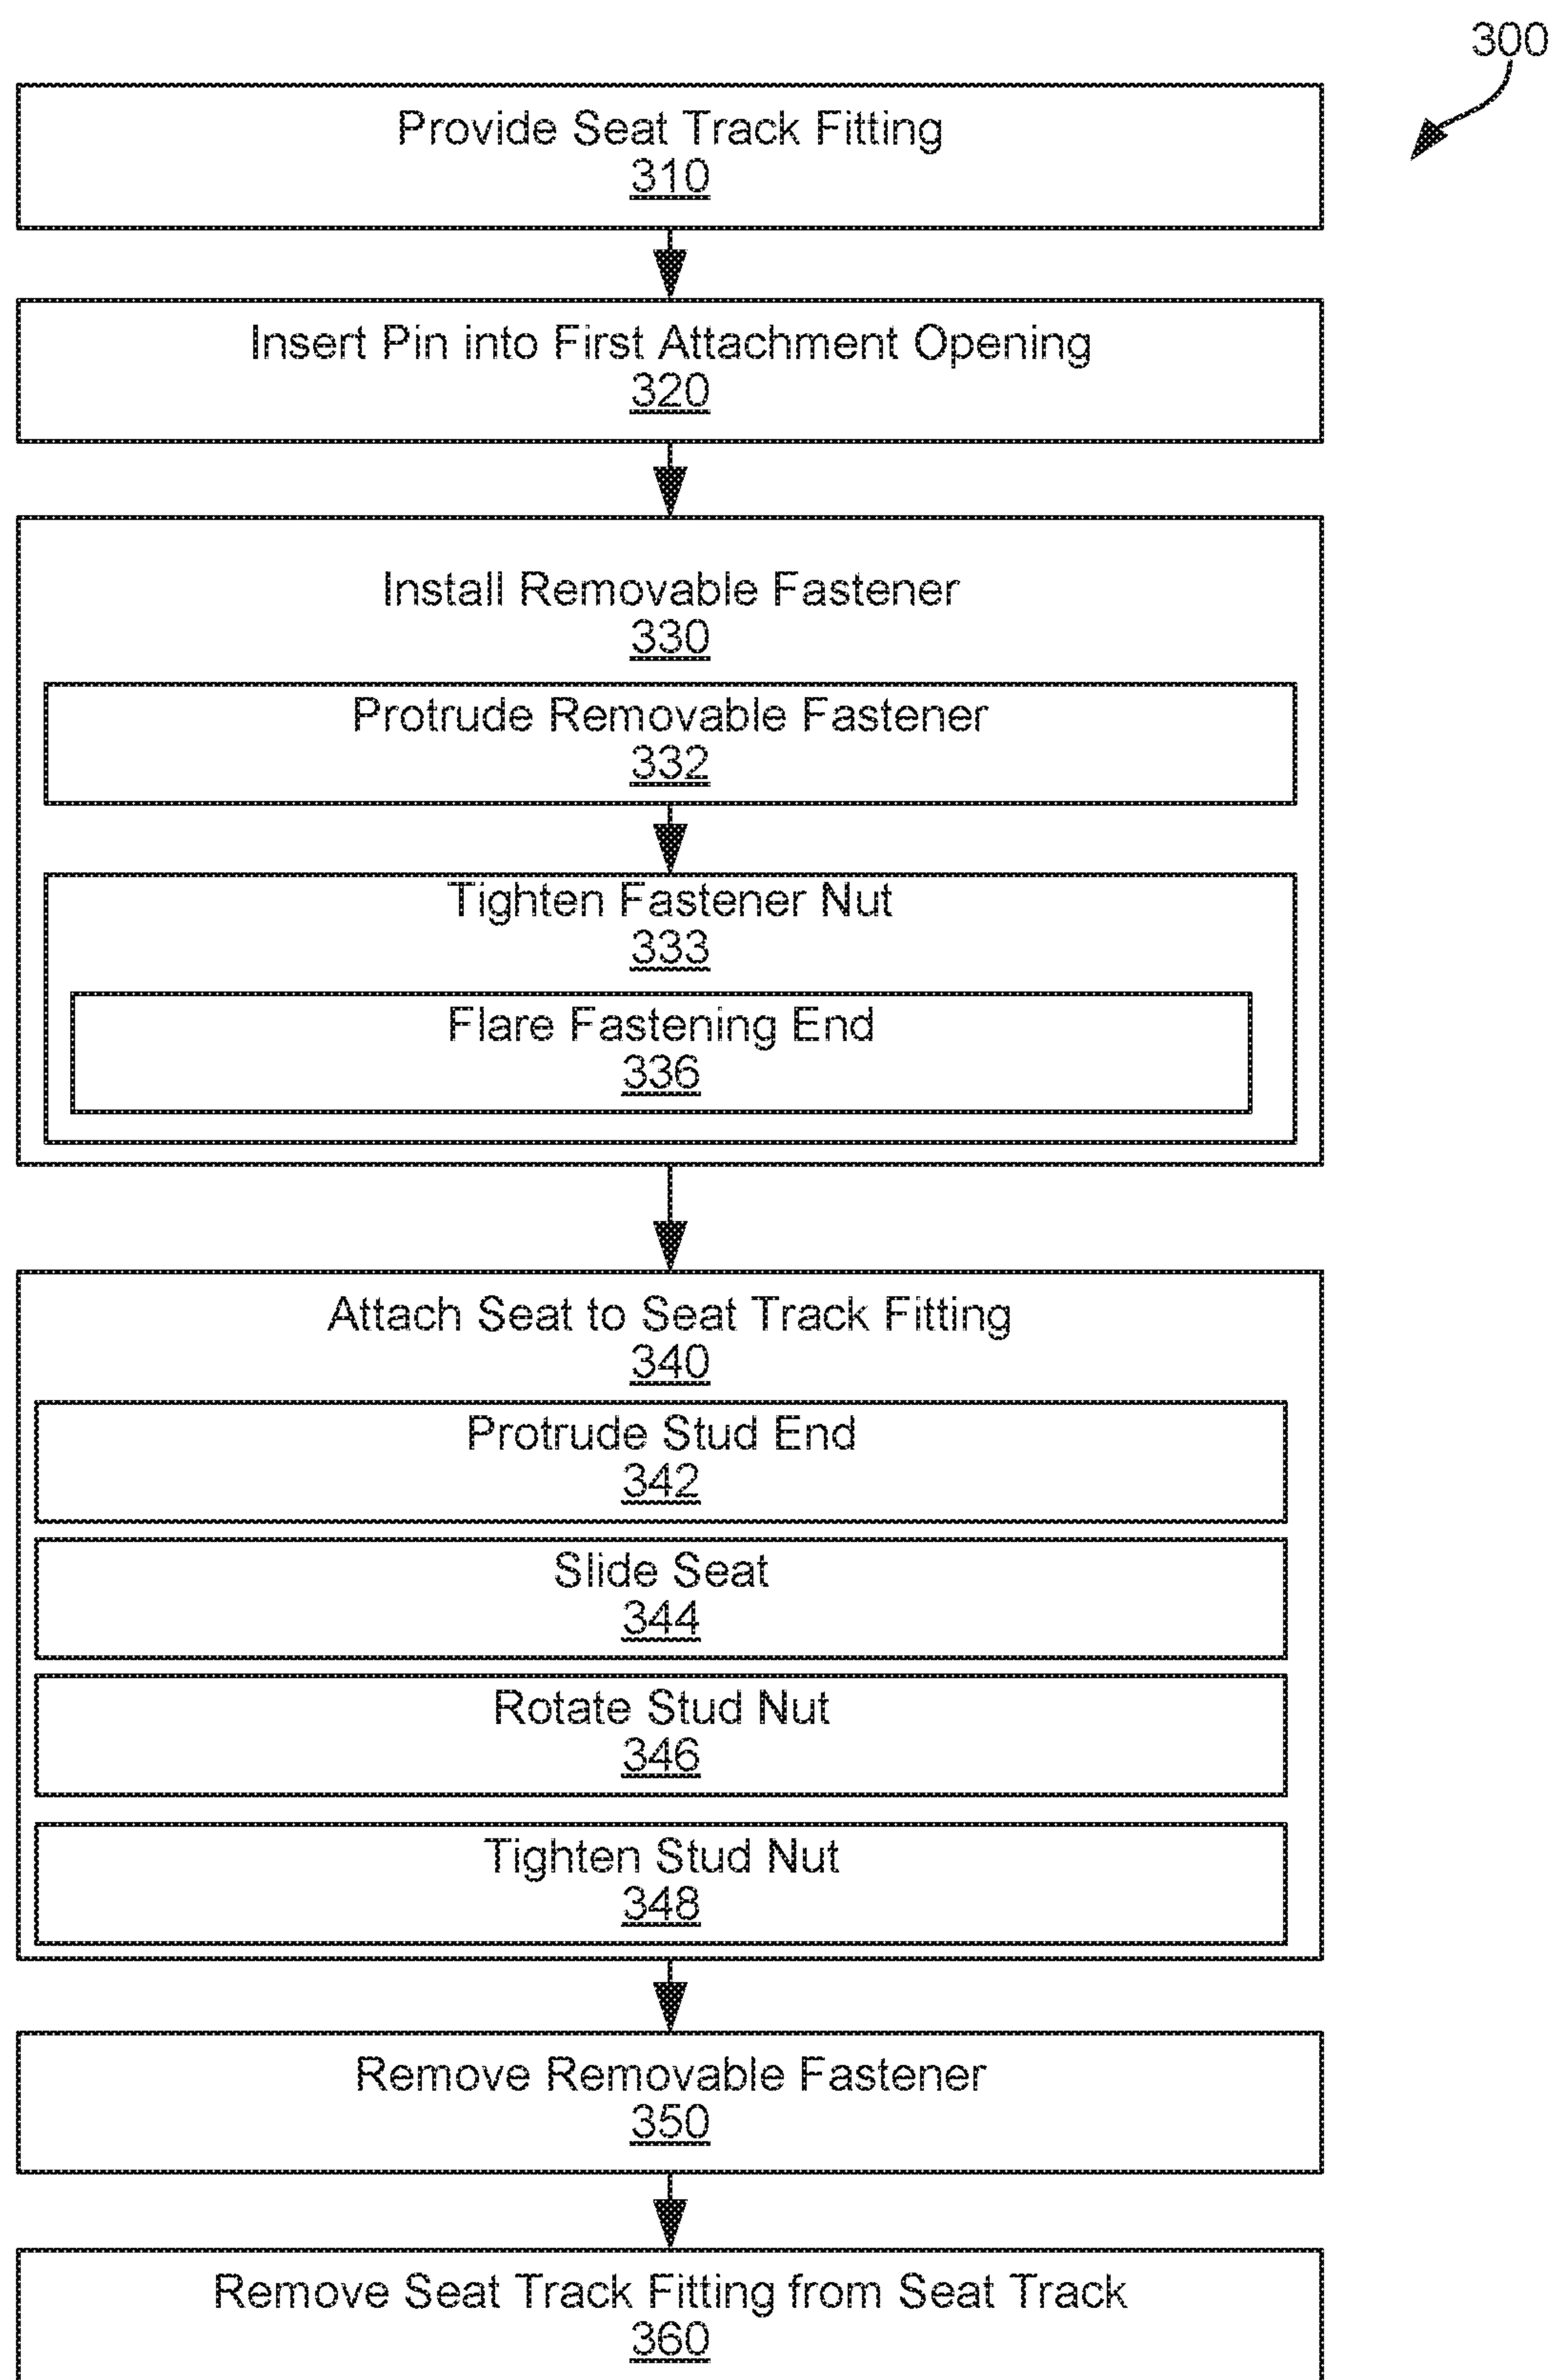 300
Provide Seat Track Fitting
310
Insert Pin into First Attachment Opening
320
Install Removable Fastener
330
Protrude Removable Fastener
332
Tighten Fastener Nut
333
Flare Fastening End
336
Attach Seat to Seat Track Fitting
340
Protrude Stud End
342
Slide Seat
344
Rotate Stud Nut
346
Tighten Stud Nut
348
Remove Removable Fastener
350
Remove Seat Track Fitting from Seat Track
360